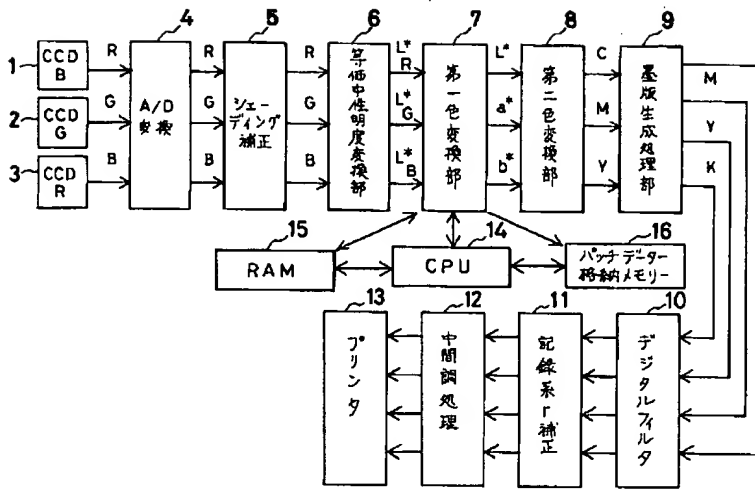 4
5
6
7
8
9
1
CCD
B
R
A/D
変換
R
シェー
ディング
補正
R
等価中性明度変換部
L*R
第一色変換部
L*
第二色変換部
C
墨版生成処理部
M
2
CCD
G
G
G
G
L*G
a*
M
Y
3
CCD
R
B
B
B
L*B
b*
Y
K
15
RAM
14
CPU
16
パッチデーター
格納メモリー
13
プリンタ
12
中間調処理
11
記録系γ補正
10
デジタルフィルタ